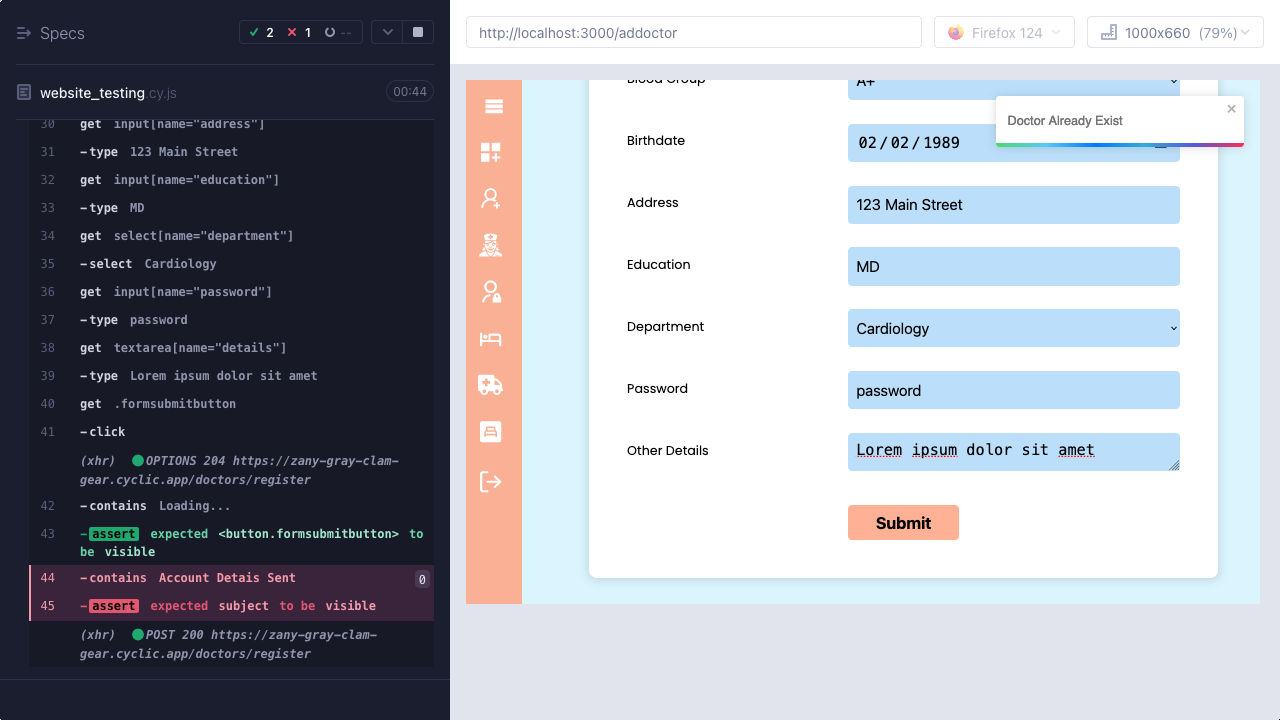 Specs
2
1
--
website_testing.cy.js
00:44
30 get input[name="address"]
31 -type 123 Main Street
32 get input[name="education"]
33 -type MD
34 get select[name="department"]
35 -select Cardiology
36 get input[name="password"]
37 -type password
38 get textarea[name="details"]
39 -type Lorem ipsum dolor sit amet
40 get .formsubmitbutton
41 -click
(xhr) OPTIONS 204 https://zany-gray-clam-
gear.cyclic.app/doctors/register
42 -contains Loading...
43 -assert expected <button.formsubmitbutton> to
be visible
44 -contains Account Detais Sent 0
45 -assert expected subject to be visible
(xhr) POST 200 https://zany-gray-clam-
gear.cyclic.app/doctors/register
http://localhost:3000/addoctor
Firefox 124
1000x660 (79%)
Blood Group A+
Doctor Already Exist ×
Birthdate 02/02/1989
Address 123 Main Street
Education MD
Department Cardiology
Password password
Other Details Lorem ipsum dolor sit amet
Submit